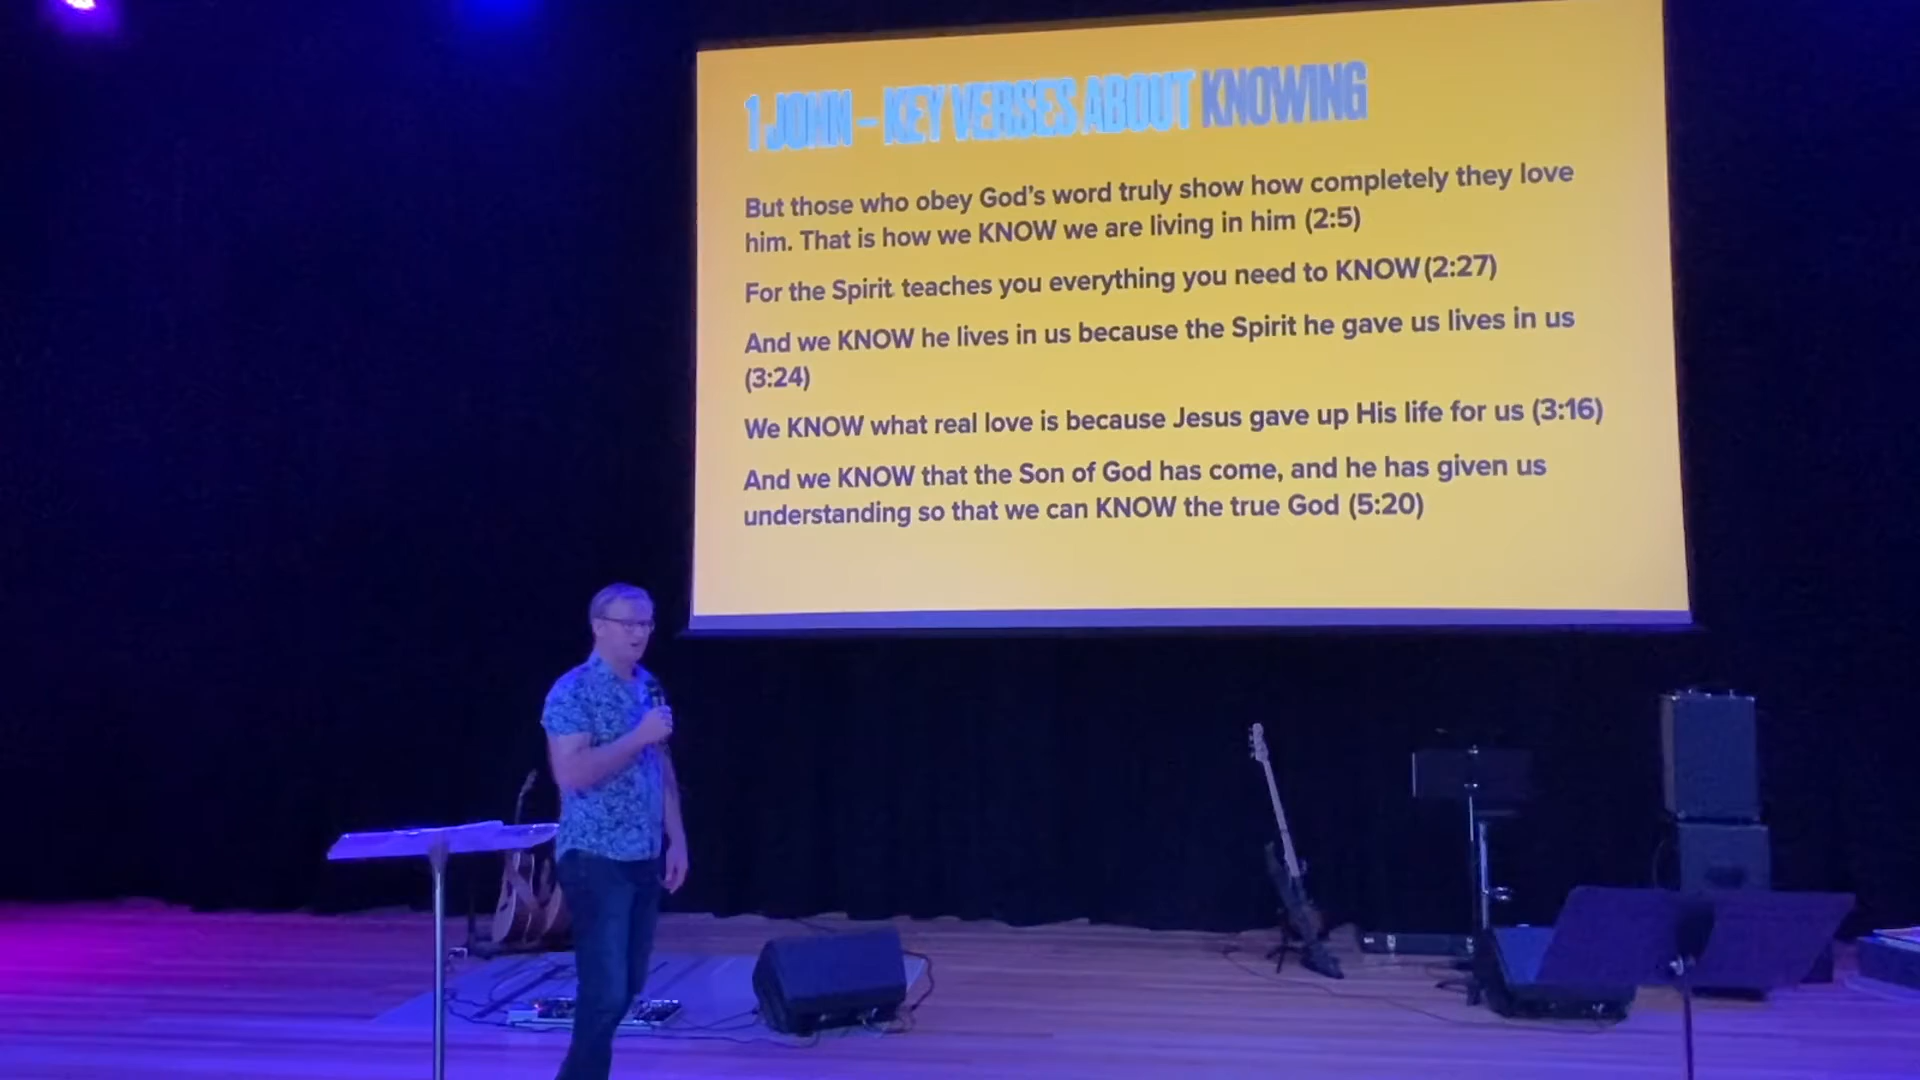 1 JOHN – KEY VERSES ABOUT KNOWING
But those who obey God's word truly show how completely they love
him. That is how we KNOW we are living in him (2:5)
For the Spirit teaches you everything you need to KNOW (2:27)
And we KNOW he lives in us because the Spirit he gave us lives in us
(3:24)
We KNOW what real love is because Jesus gave up His life for us (3:16)
And we KNOW that the Son of God has come, and he has given us
understanding so that we can KNOW the true God (5:20)